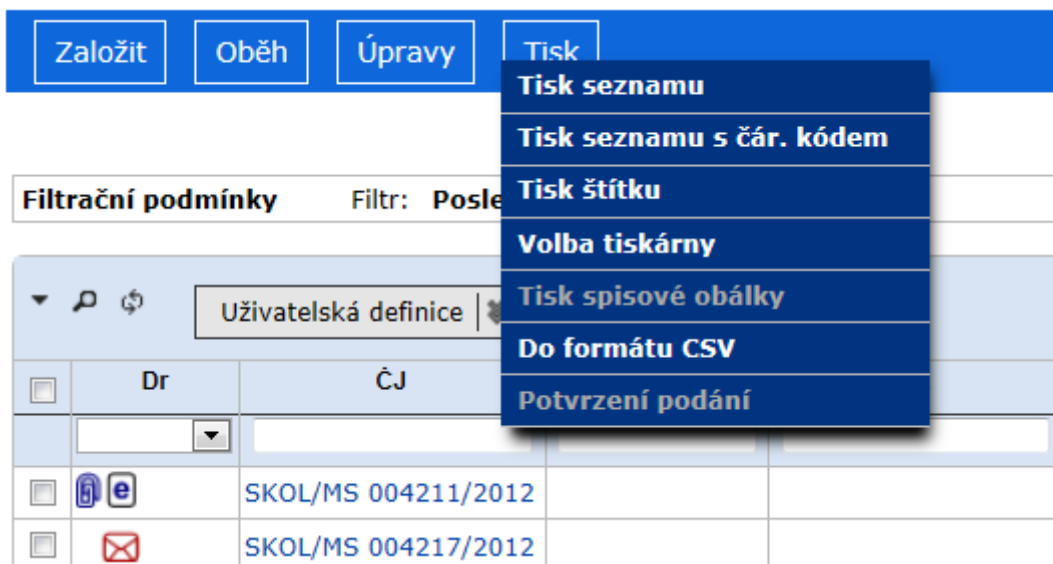 Založit Oběh Úpravy Tisk
Tisk seznamu
Tisk seznamu s čár. kódem
Tisk štítku
Volba tiskárny
Tisk spisové obálky
Do formátu CSV
Potvrzení podání
Filtrační podmínky Filtr: Posle
Uživatelská definice
Dr ČJ
SKOL/MS 004211/2012
SKOL/MS 004217/2012